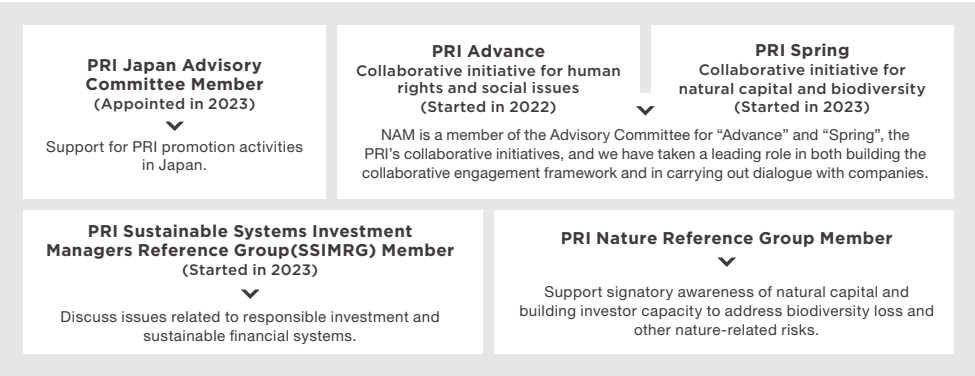 PRI Japan Advisory
Committee Member
(Appointed in 2023)
Support for PRI promotion activities
in Japan.
PRI Advance
Collaborative initiative for human
rights and social issues
(Started in 2022)
PRI Spring
Collaborative initiative for
natural capital and biodiversity
(Started in 2023)
NAM is a member of the Advisory Committee for “Advance” and “Spring”, the
PRI’s collaborative initiatives, and we have taken a leading role in both building the
collaborative engagement framework and in carrying out dialogue with companies.
PRI Sustainable Systems Investment
Managers Reference Group(SSIMRG) Member
(Started in 2023)
Discuss issues related to responsible investment and
sustainable financial systems.
PRI Nature Reference Group Member
Support signatory awareness of natural capital and
building investor capacity to address biodiversity loss and
other nature-related risks.